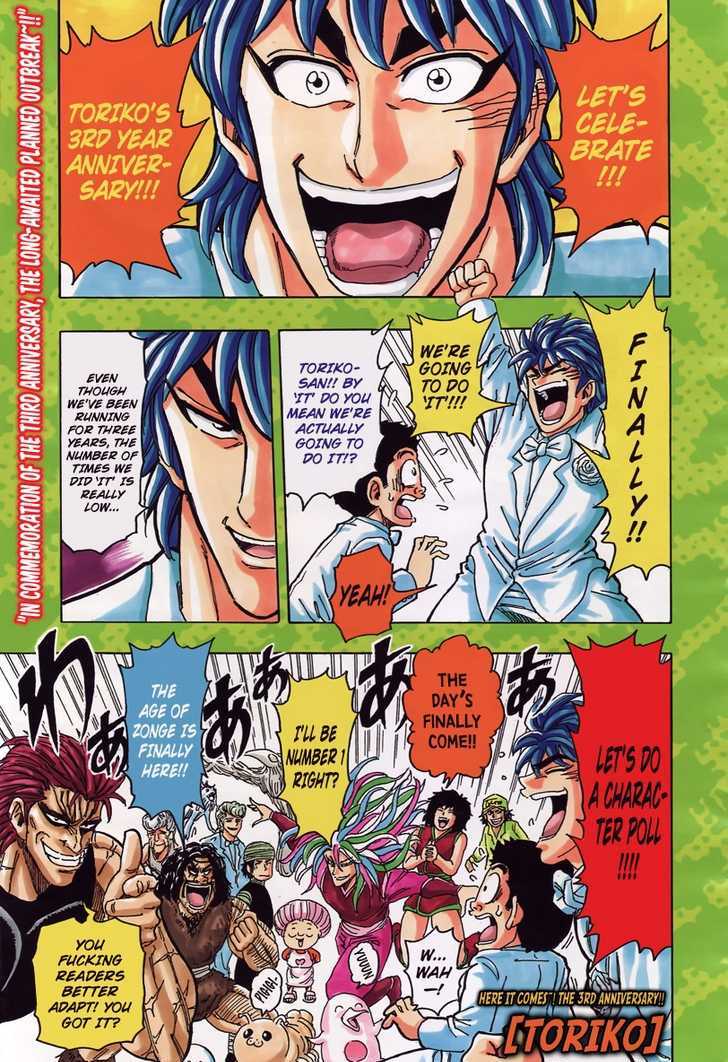 "IN COMMEMORATION OF THE THIRD ANNIVERSARY, THE LONG-AWAITED PLANNED OUTBREAK~!!"
LET'S
CELE-
BRATE
!!!
TORIKO'S
3RD YEAR
ANNIVER-
SARY!!!
FINALLY!!
WE'RE
GOING
TO DO
'IT'!!!
TORIKO-
SAN!! BY
'IT' DO YOU
MEAN WE'RE
ACTUALLY
GOING TO
DO IT!?
YEAH!
EVEN
THOUGH
WE'VE BEEN
RUNNING
FOR THREE
YEARS, THE
NUMBER OF
TIMES WE
DID 'IT' IS
REALLY
LOW...
LET'S DO
A CHARAC-
TER POLL
!!!!
THE
DAY'S
FINALLY
COME!!
I'LL BE
NUMBER 1
RIGHT?
THE
AGE OF
ZONGE IS
FINALLY
HERE!!
わぁあぁあぁ
W...
WAH
—!
YUUUN
PIGIG!
YOU
FUCKING
READERS
BETTER
ADAPT! YOU
GOT IT?
HERE IT COMES~! THE 3RD ANNIVERSARY!!
[TORIKO]